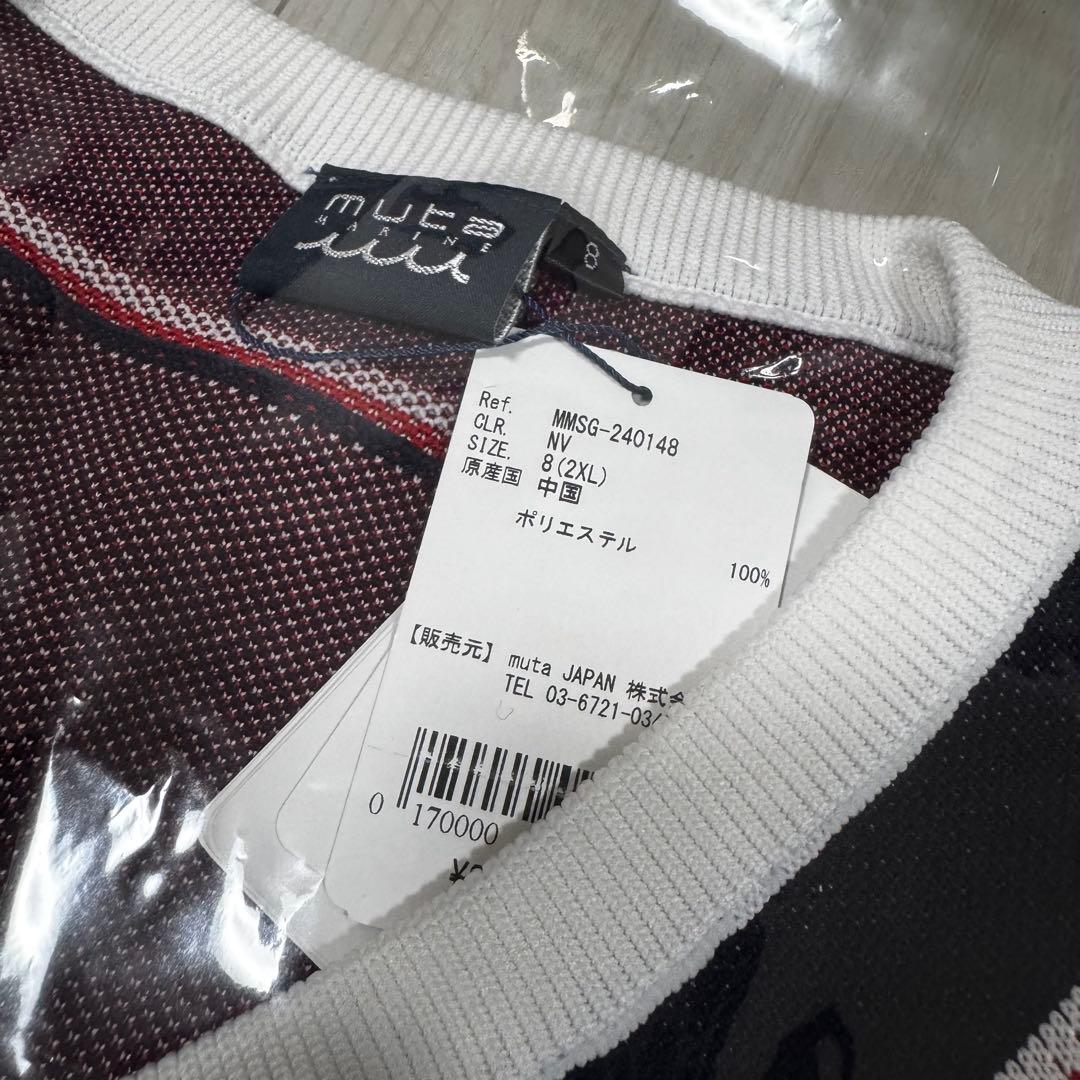 muta
MARINE
8
Ref. MMSG-240148
CLR. NV
SIZE. 8(2XL)
原産国 中国
ポリエステル
100%
【販売元】 muta JAPAN 株式会
TEL 03-6721-03
0 170000
¥